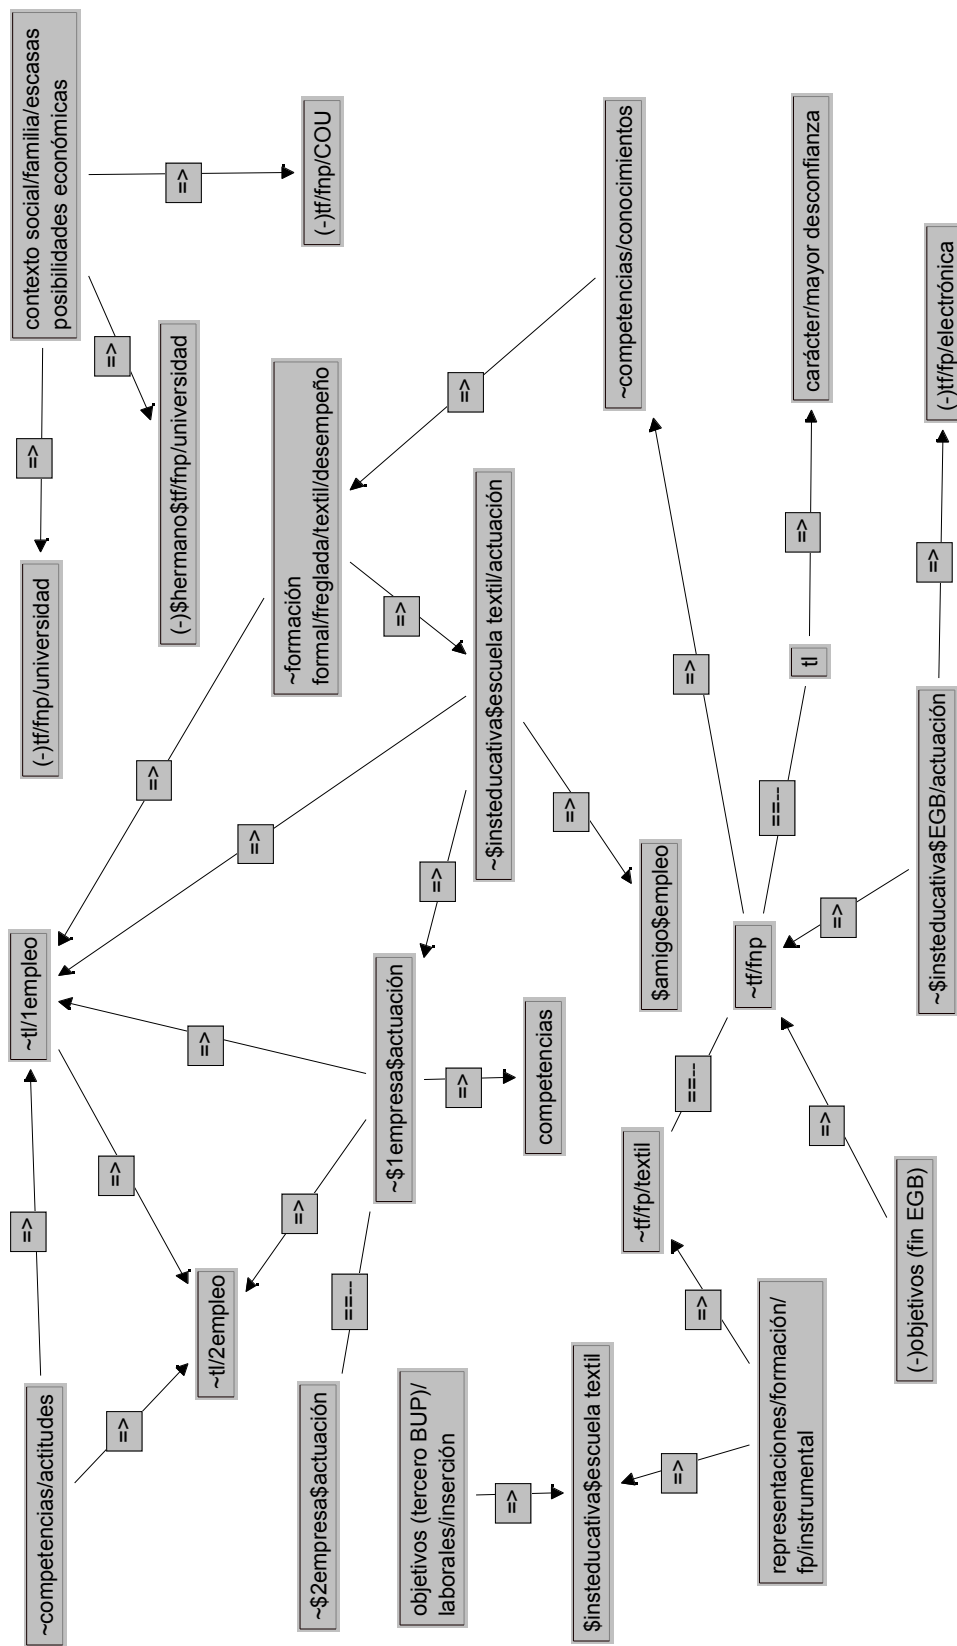 ~competencias/actitudes
=>
~tl/1empleo
(-)tf/fnp/universidad
=>
contexto social/familia/escasas
posibilidades económicas
=>
=>
=>
=>
(-)$hermano$tf/fnp/universidad
=>
~tl/2empleo
=>
=>
=>
~formación
formal/freglada/textil/desempeño
(-)tf/fnp/COU
~$2empresa$actuación
==--
~$1empresa$actuación
=>
objetivos (tercero BUP)/
laborales/inserción
=>
=>
=>
~$insteducativa$escuela textil/actuación
=>
competencias
=>
$insteducativa$escuela textil
~competencias/conocimientos
~tf/fp/textil
$amigo$empleo
=>
=>
==--
=>
~tf/fnp
==--
representaciones/formación/
fp/instrumental
=>
=>
tl
=>
carácter/mayor desconfianza
(-)objetivos (fin EGB)
~$insteducativa$EGB/actuación
=>
(-)tf/fp/electrónica